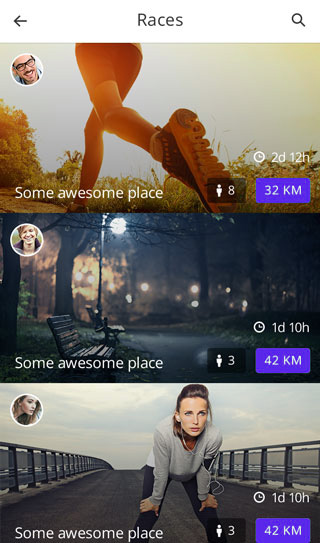 Races
2d 12h
Some awesome place 8 32 KM
1d 10h
Some awesome place 3 42 KM
1d 10h
Some awesome place 3 42 KM